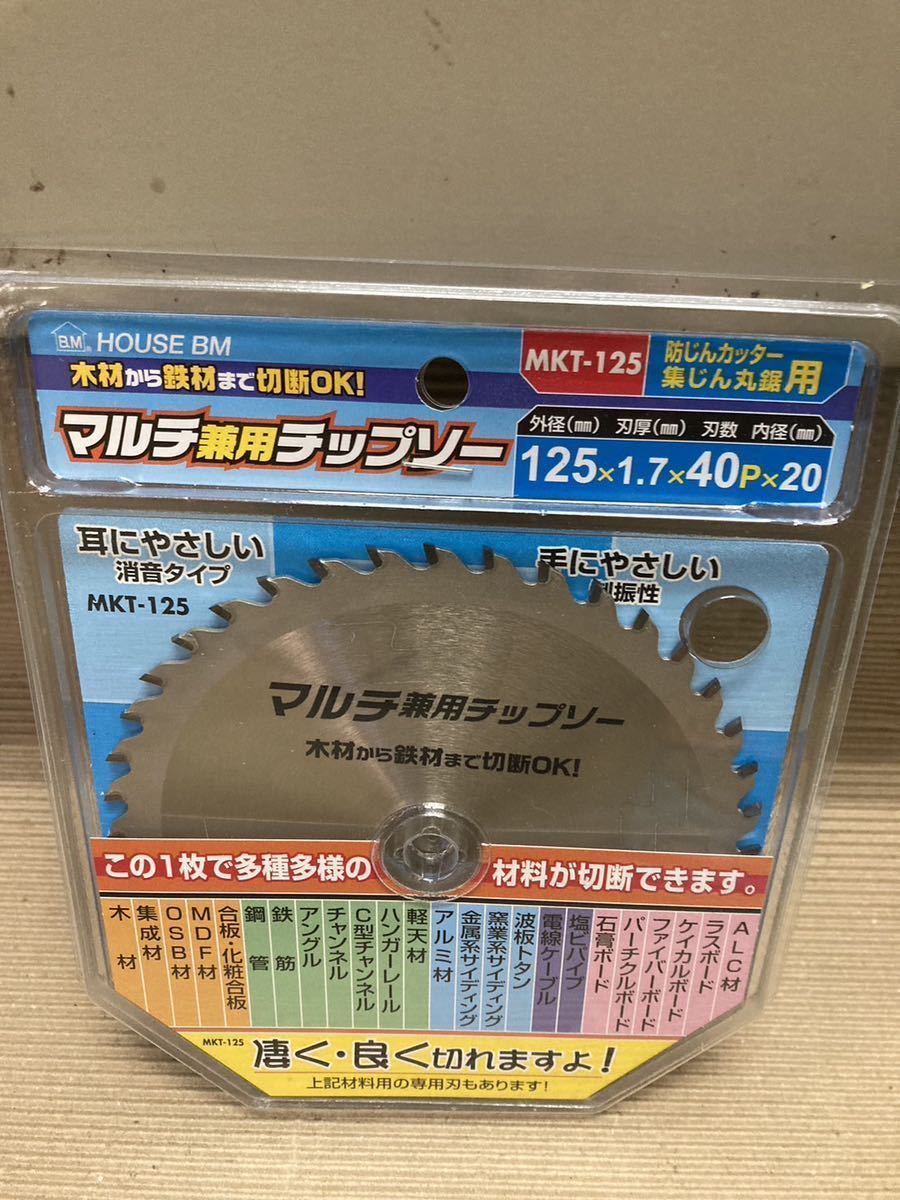 B.M HOUSE BM
木材から鉄材まで切断OK!
マルチ兼用チップソー
MKT-125
防じんカッター
集じん丸鋸用
外径(mm) 刃厚(mm) 刃数 内径(mm)
125×1.7×40P×20
耳にやさしい
消音タイプ
MKT-125
手にやさしい
振性
マルチ兼用チップソー
木材から鉄材まで切断OK!
この1枚で多種多様の材料が切断できます。
木材
集成材
OSB材
MDF材
合板・化粧合板
鋼管
鉄筋
アングル
チャンネル
C型チャンネル
ハンガーレール
軽天材
アルミ材
金属系サイディング
窯業系サイディング
波板トタン
電線ケーブル
塩ビパイプ
石膏ボード
パーチクルボード
ファイバーボード
ケイカルボード
ラスボード
ALC材
MKT-125
凄く・良く切れますよ!
上記材料用の専用刃もあります!